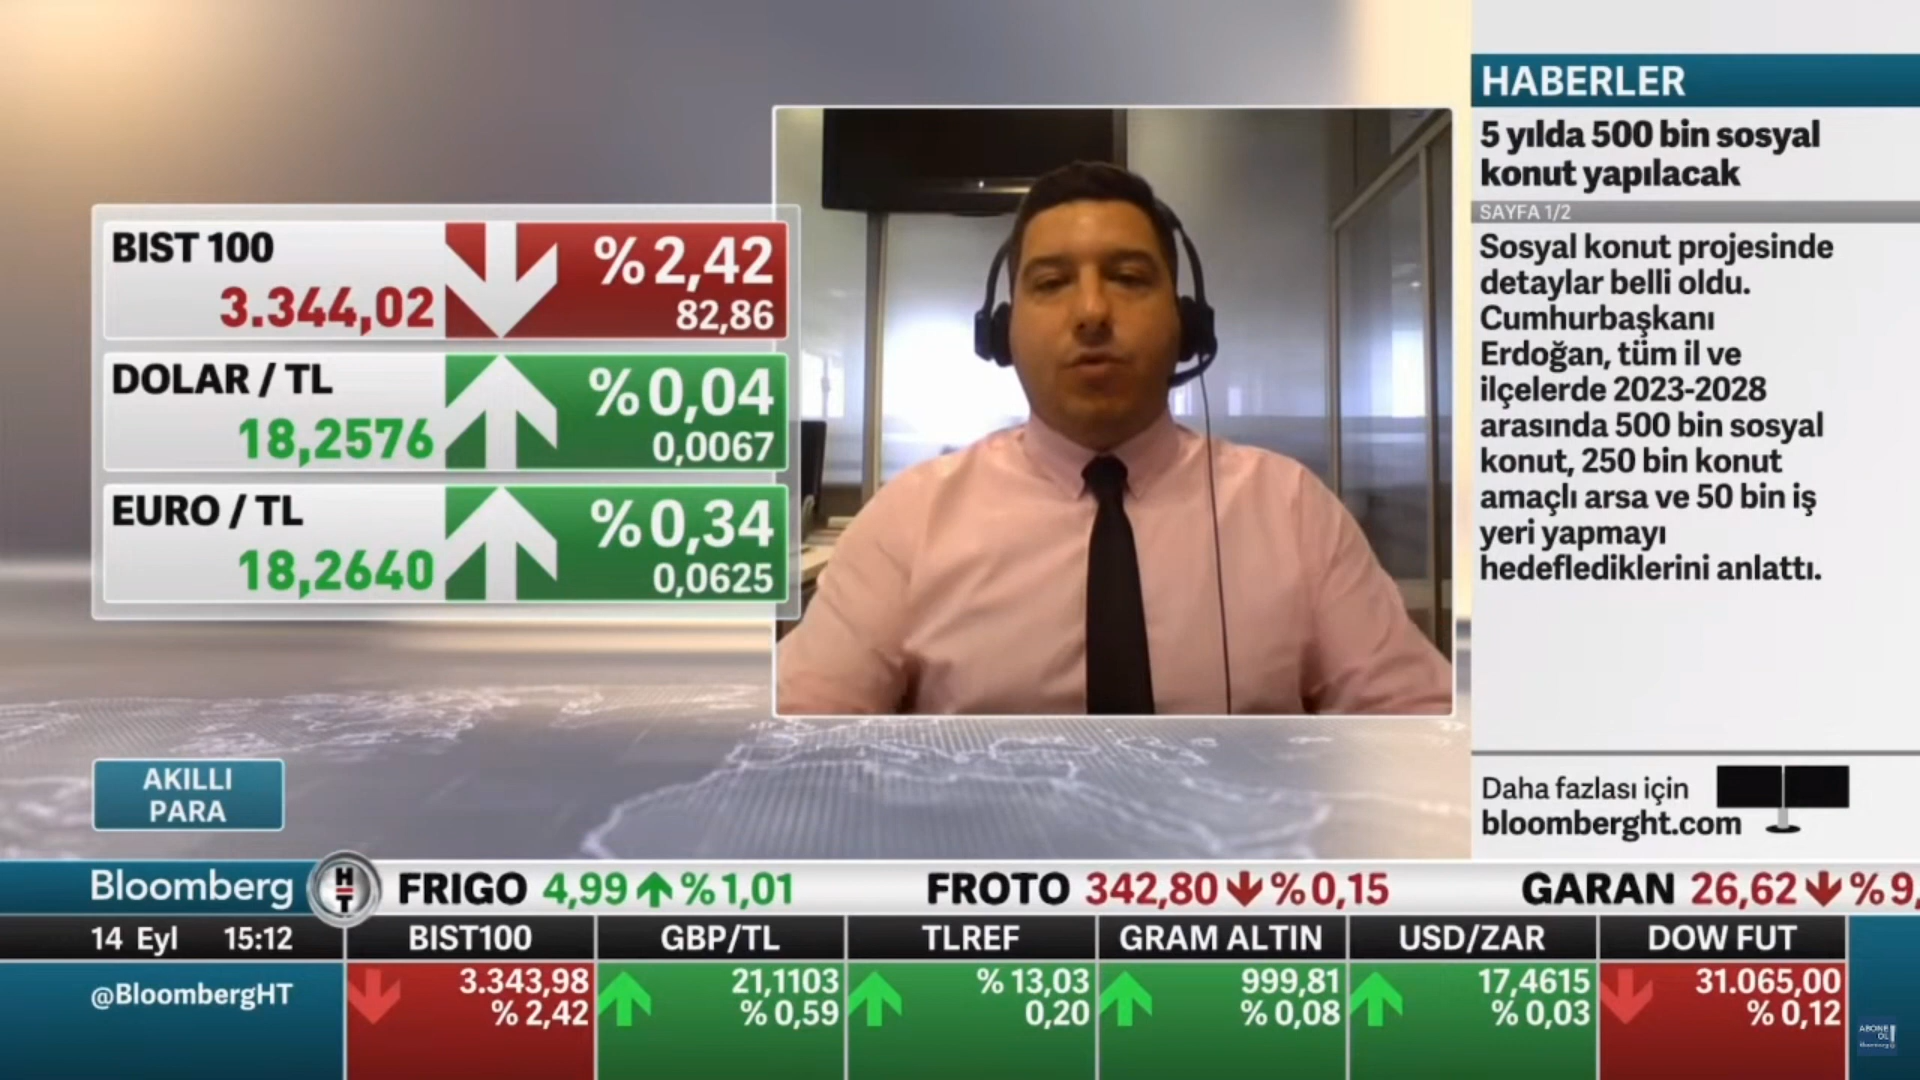 BIST 100
3.344,02
%2,42
82,86
DOLAR / TL
18,2576
%0,04
0,0067
EURO / TL
18,2640
%0,34
0,0625
AKILLI
PARA
HABERLER
5 yılda 500 bin sosyal
konut yapılacak
SAYFA 1/2
Sosyal konut projesinde
detaylar belli oldu.
Cumhurbaşkanı
Erdoğan, tüm il ve
ilçelerde 2023-2028
arasında 500 bin sosyal
konut, 250 bin konut
amaçlı arsa ve 50 bin iş
yeri yapmayı
hedeflediklerini anlattı.
Daha fazlası için
bloomberght.com
Bloomberg HT
FRIGO 4,99 %1,01 FROTO 342,80 %0,15 GARAN 26,62 %9,
14 Eyl 15:12
@BloombergHT
BIST100
3.343,98
% 2,42
GBP/TL
21,1103
% 0,59
TLREF
% 13,03
0,20
GRAM ALTIN
999,81
% 0,08
USD/ZAR
17,4615
% 0,03
DOW FUT
31.065,00
% 0,12
ABONE
OL